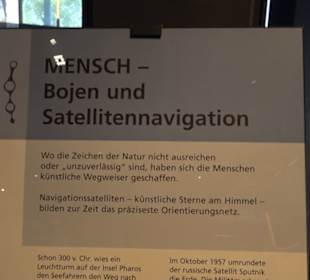 MENSCH –
Bojen und
Satellitennavigation
Wo die Zeichen der Natur nicht ausreichen
oder „unzuverlässig“ sind, haben sich die Menschen
künstliche Wegweiser geschaffen.
Navigationssatelliten – künstliche Sterne am Himmel –
bilden zur Zeit das präziseste Orientierungsnetz.
Schon 300 v. Chr. wies ein
Leuchtturm auf der Insel Pharos
den Seefahrern den Weg nach
Im Oktober 1957 umrundete
der russische Satellit Sputnik
die Erde. Die Militärs